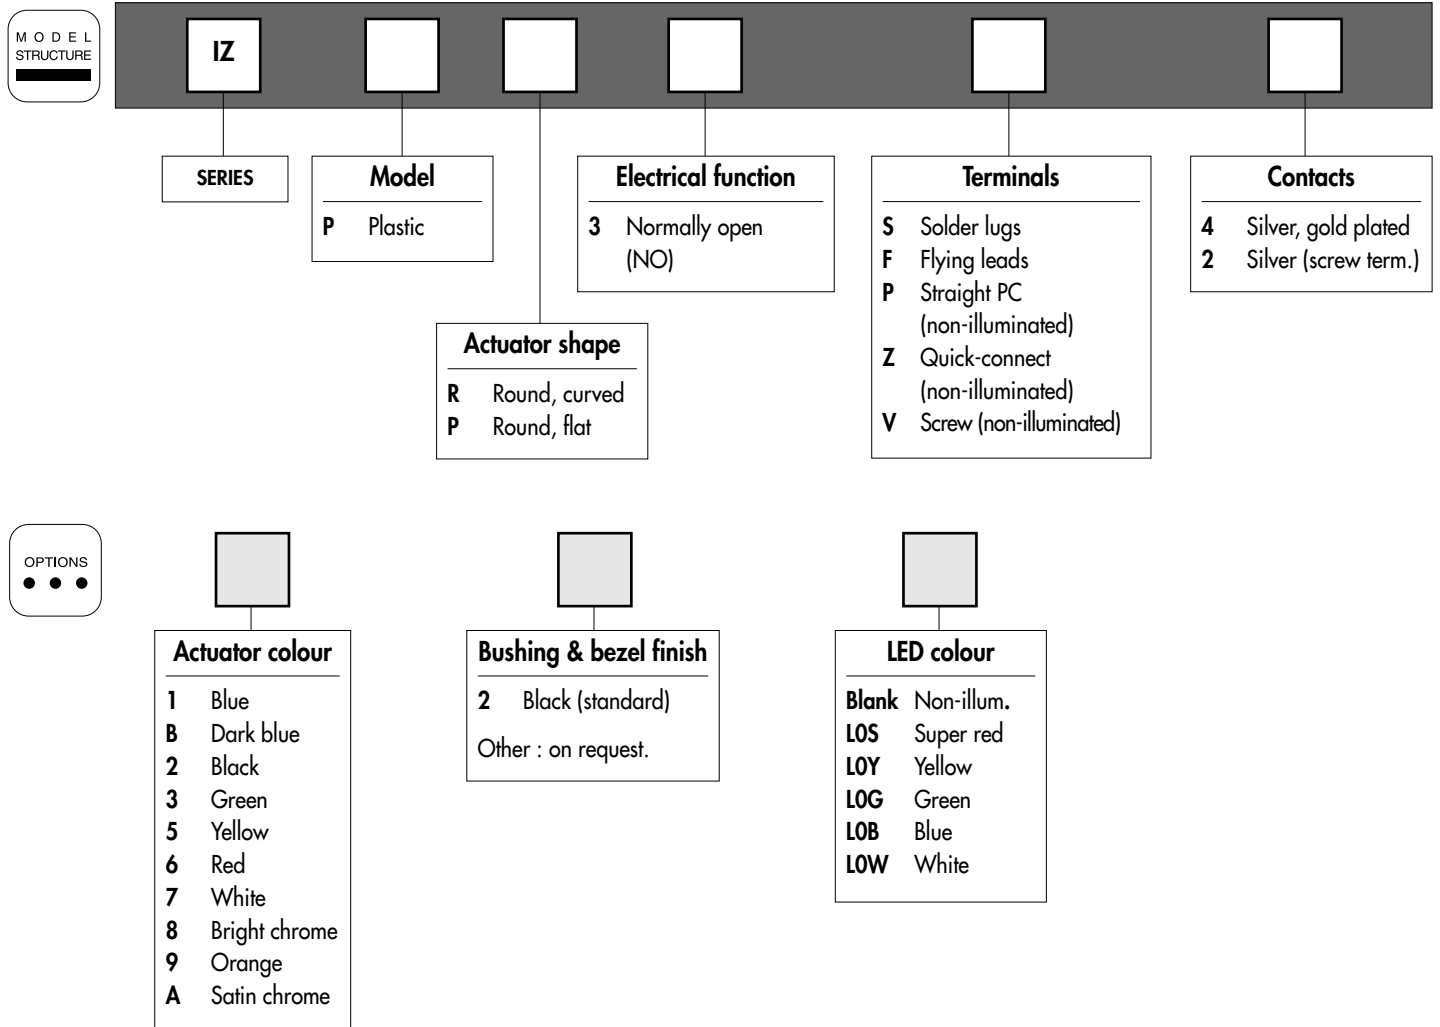 MODEL
STRUCTURE
IZ
SERIES
Model
P Plastic
Actuator shape
R Round, curved
P Round, flat
Electrical function
3 Normally open
(NO)
Terminals
S Solder lugs
F Flying leads
P Straight PC
(non-illuminated)
Z Quick-connect
(non-illuminated)
V Screw (non-illuminated)
Contacts
4 Silver, gold plated
2 Silver (screw term.)
OPTIONS
Actuator colour
1 Blue
B Dark blue
2 Black
3 Green
5 Yellow
6 Red
7 White
8 Bright chrome
9 Orange
A Satin chrome
Bushing & bezel finish
2 Black (standard)
Other : on request.
LED colour
Blank Non-illum.
L0S Super red
L0Y Yellow
L0G Green
L0B Blue
L0W White